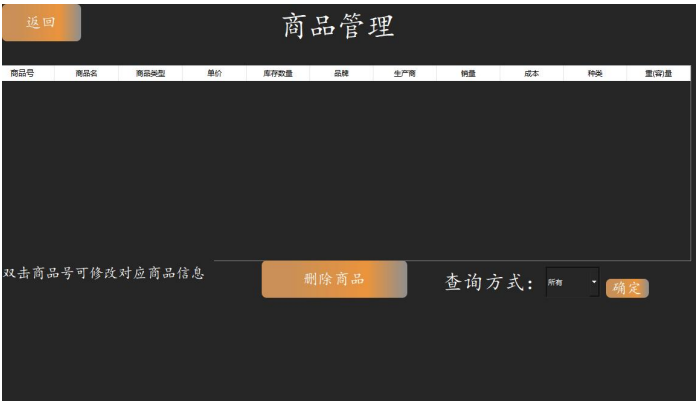 返回
商品管理
商品号 商品名 商品类型 单价 库存数量 品牌 生产商 销量 成本 种类 重(容)量
双击商品号可修改对应商品信息
删除商品
查询方式: 所有 确定